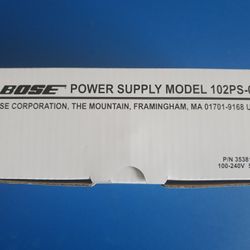 BOSE POWER SUPPLY MODEL 102PS-
SE CORPORATION, THE MOUNTAIN, FRAMINGHAM, MA 01701-9168 U
P/N 3538
100-240V